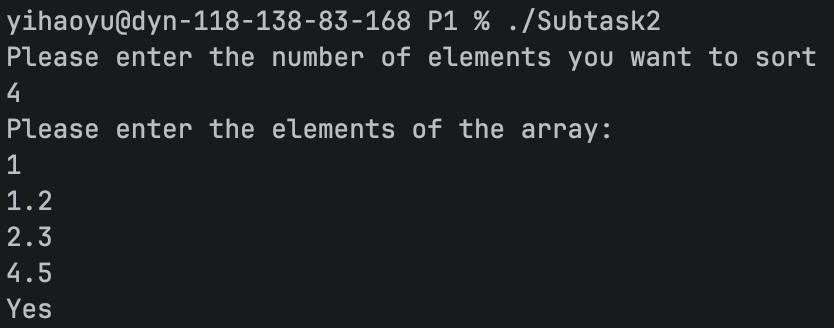 yihaoyu@dyn-118-138-83-168 P1 % ./Subtask2
Please enter the number of elements you want to sort
4
Please enter the elements of the array:
1
1.2
2.3
4.5
Yes